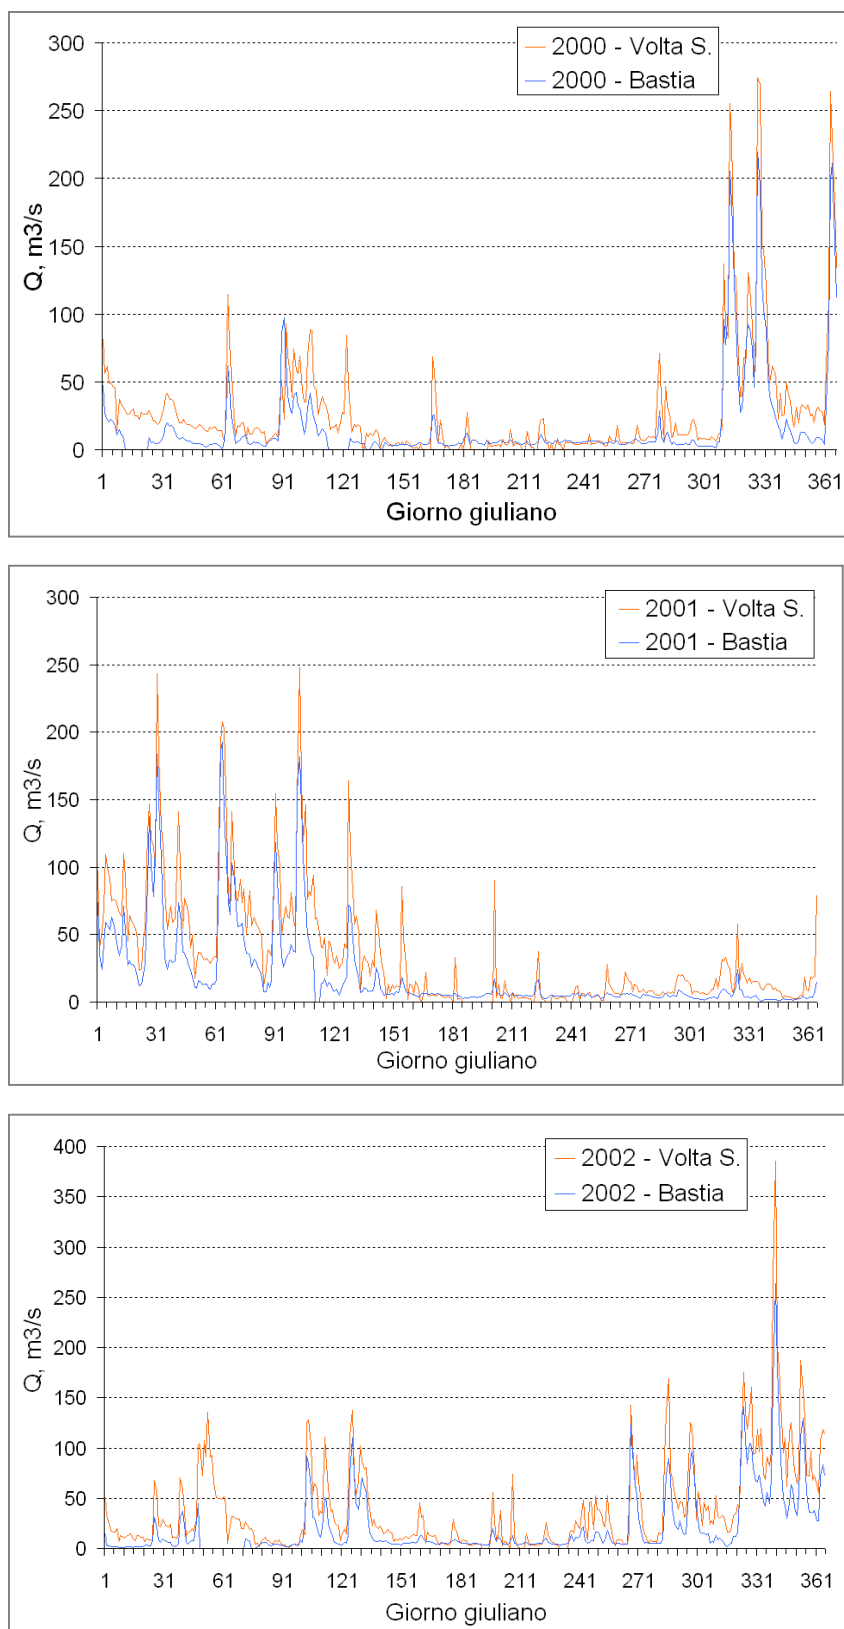 300
250
200
150
100
50
0
Q, m3/s
2000 - Volta S.
2000 - Bastia
1 31 61 91 121 151 181 211 241 271 301 331 361
Giorno giuliano
300
250
200
150
100
50
0
Q, m3/s
2001 - Volta S.
2001 - Bastia
1 31 61 91 121 151 181 211 241 271 301 331 361
Giorno giuliano
400
350
300
250
200
150
100
50
0
Q, m3/s
2002 - Volta S.
2002 - Bastia
1 31 61 91 121 151 181 211 241 271 301 331 361
Giorno giuliano